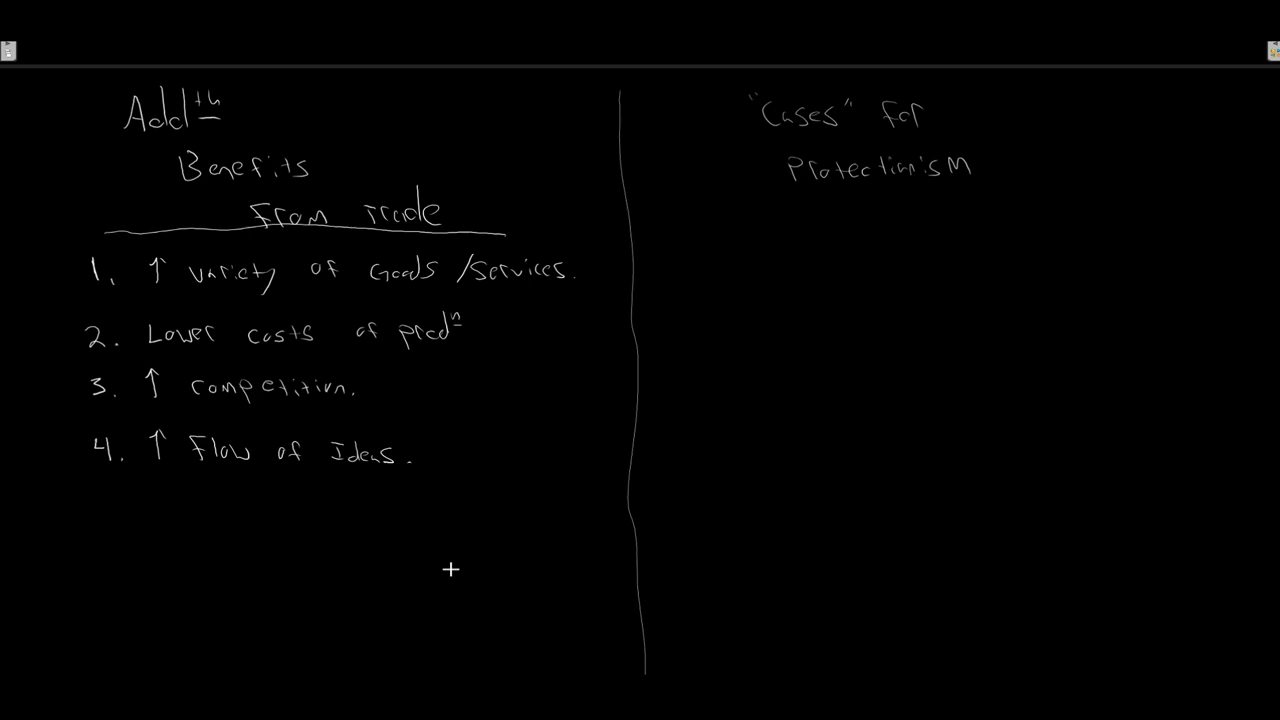 Add^th
Benefits
From Trade
1. ↑ variety of Goods/Services.
2. Lower costs of prod^n
3. ↑ competition.
4. ↑ Flow of Ideas.
"Cases" for
Protectionism